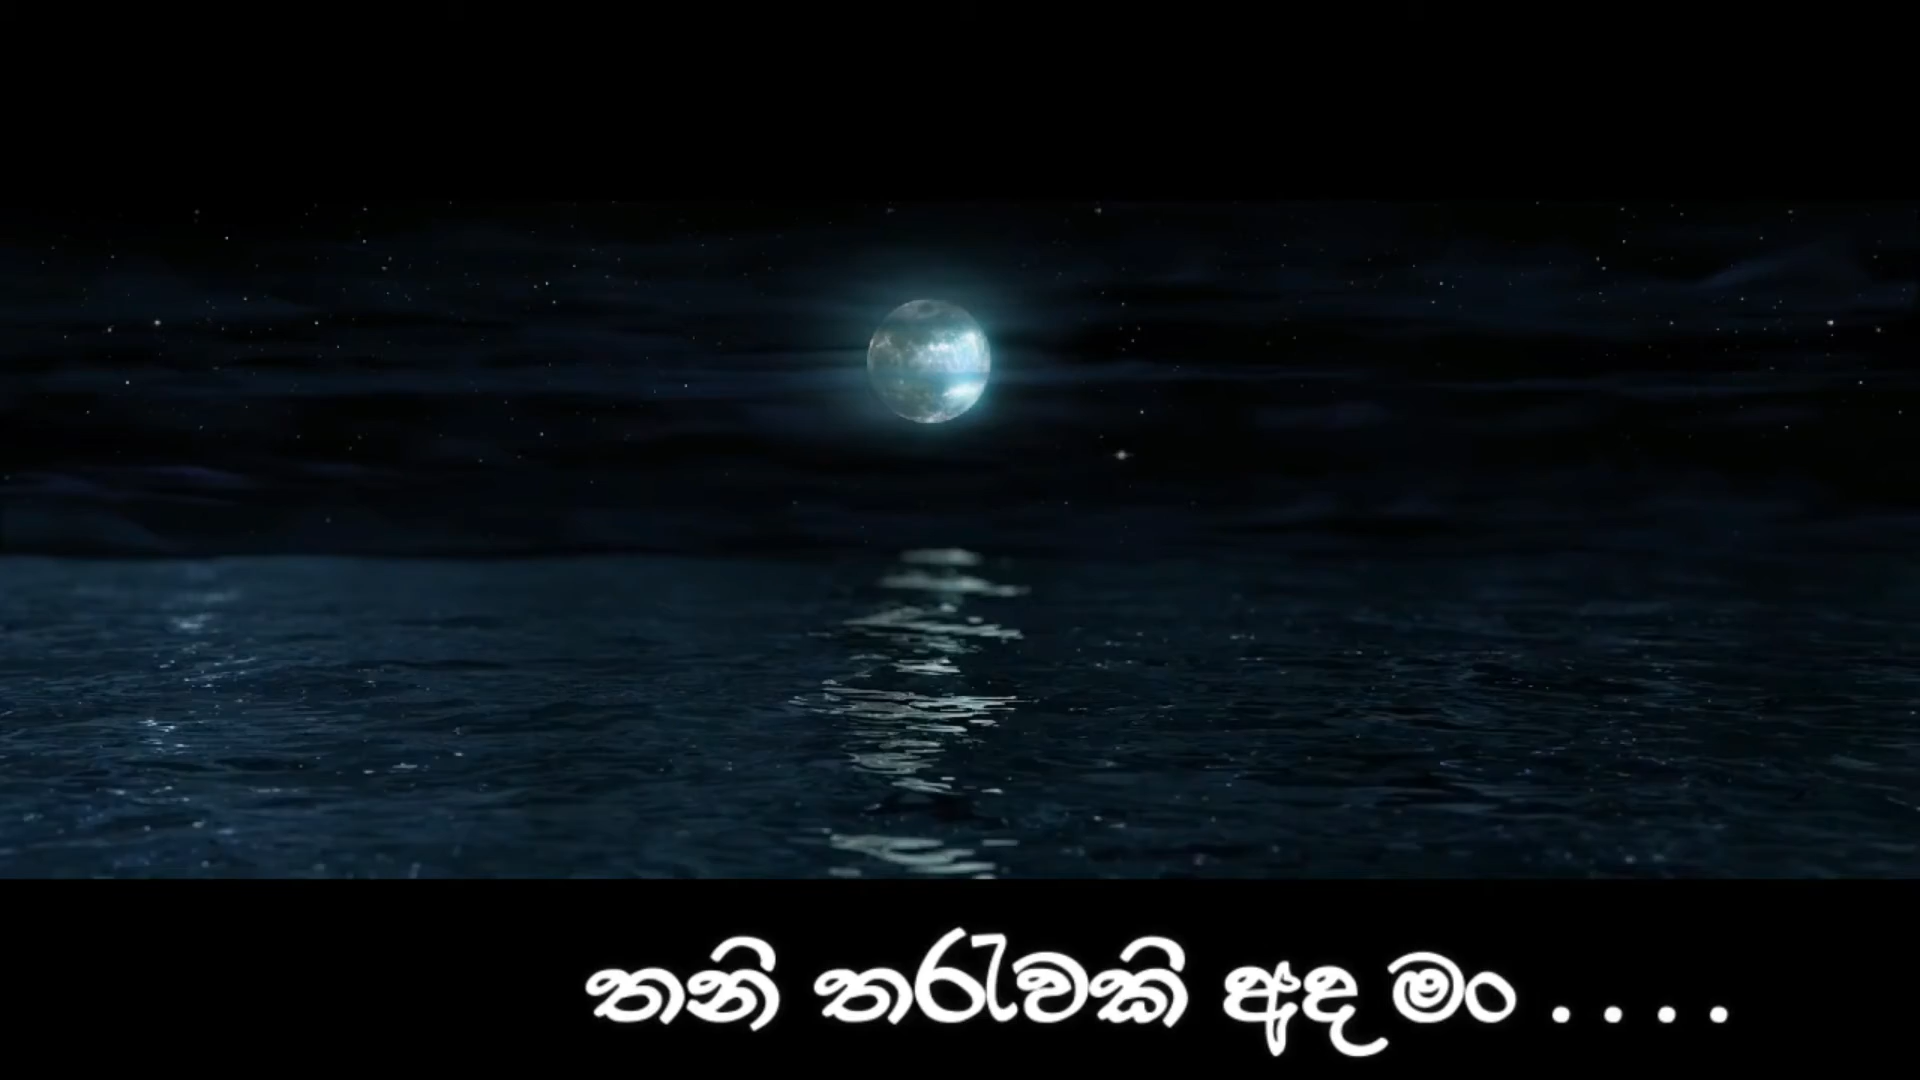 තනි තරුවකි අද මං . . . .